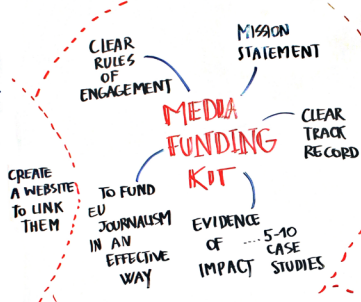 CLEAR
RULES
OF
ENGAGEMENT
MISSION
STATEMENT
MEDIA
FUNDING
KIT
CLEAR
TRACK
RECORD
CREATE
A WEBSITE
TO LINK
THEM
TO FUND
EU
JOURNALISM
IN AN
EFFECTIVE
WAY
EVIDENCE
OF
IMPACT
.... 5-10
CASE
STUDIES